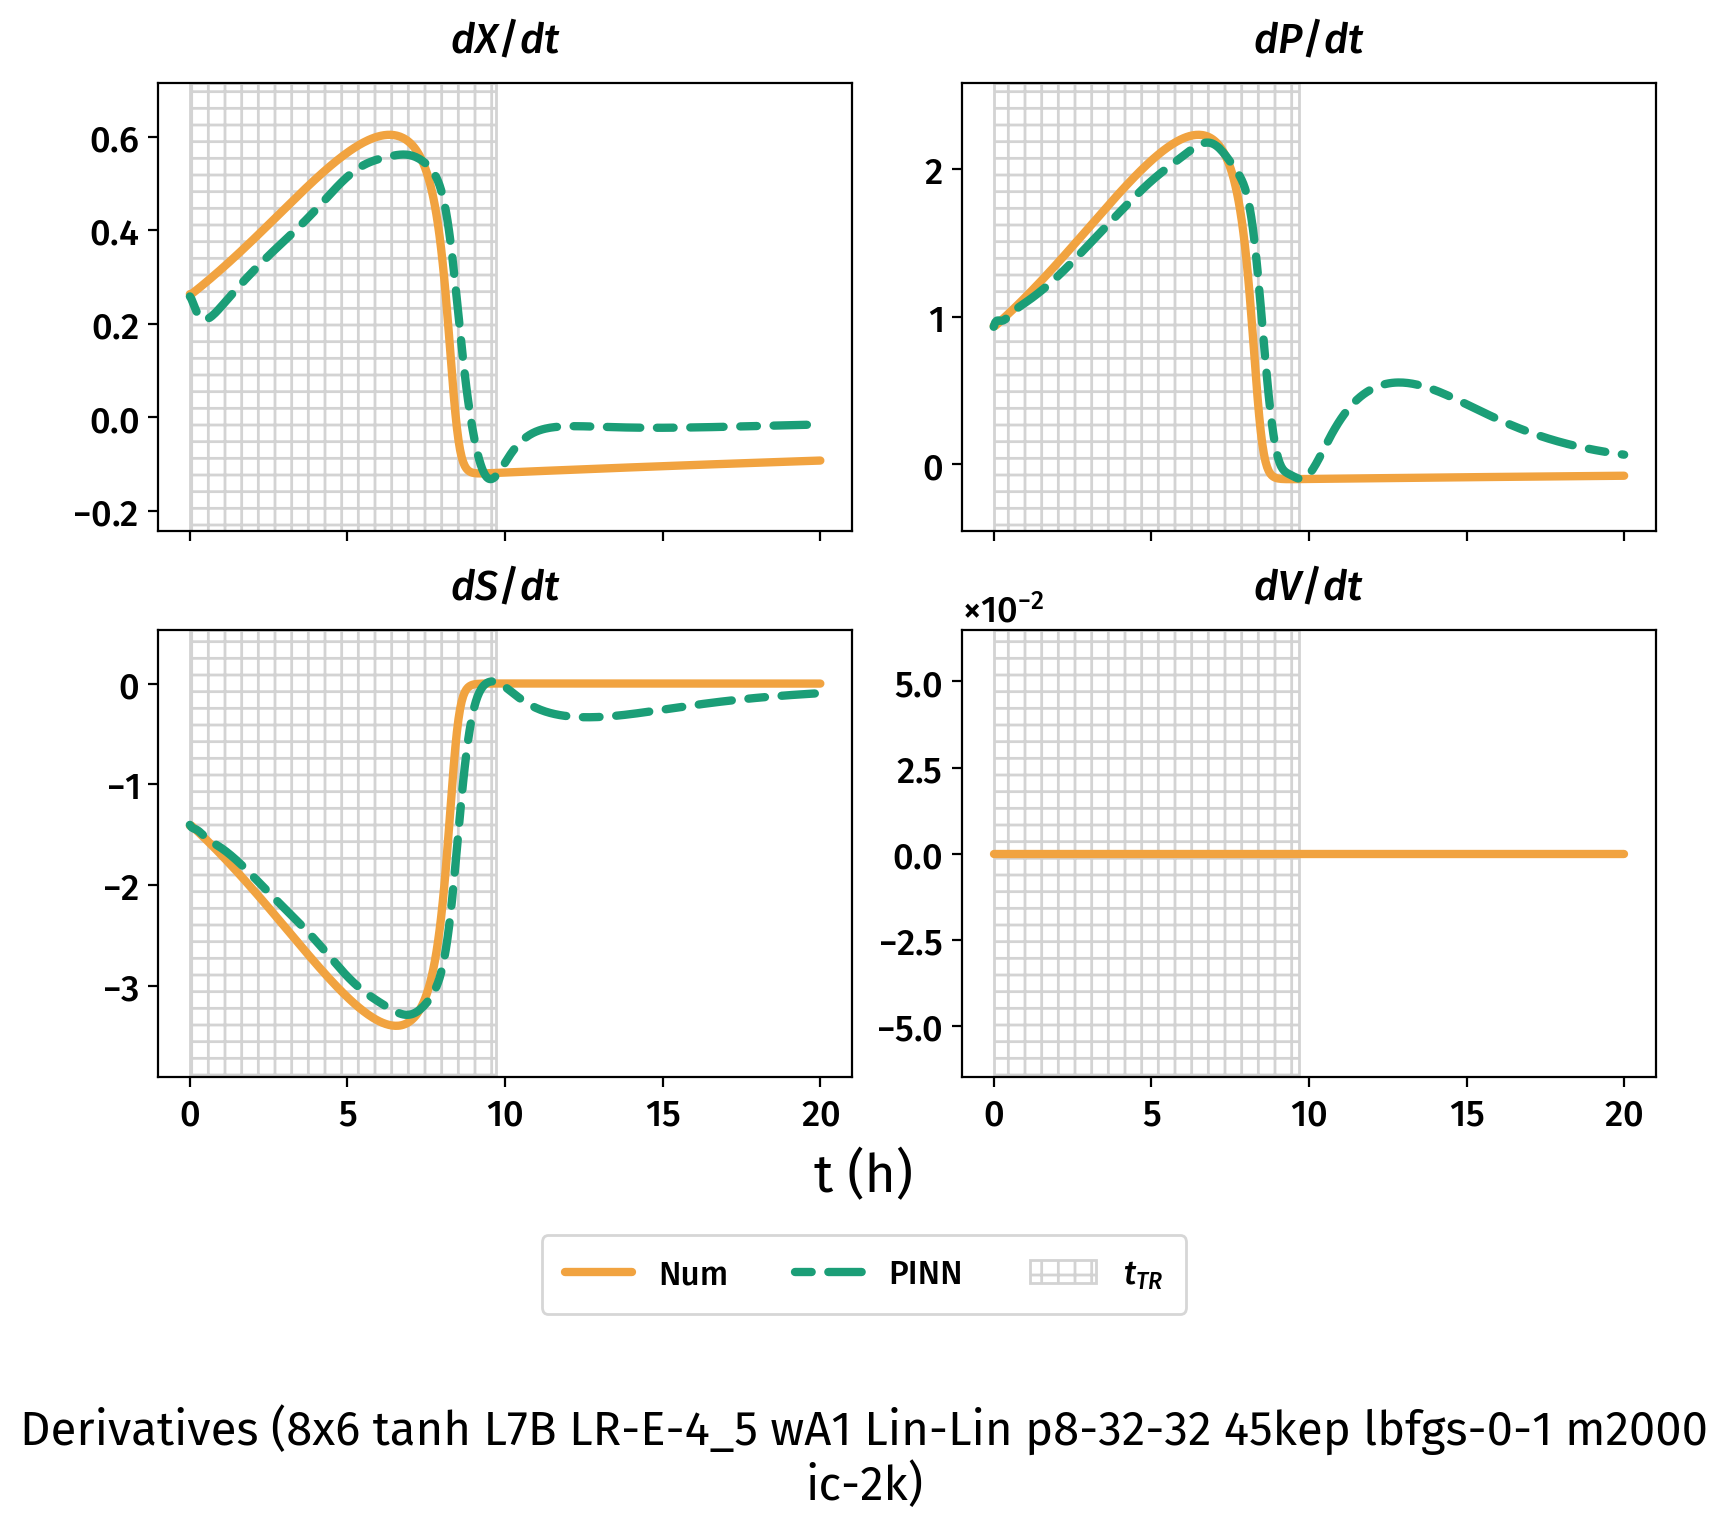 dX/dt
dP/dt
0.6
0.4
0.2
0.0
−0.2
2
1
0
dS/dt
dV/dt
×10⁻²
0
−1
−2
−3
5.0
2.5
0.0
−2.5
−5.0
0 5 10 15 20
0 5 10 15 20
t (h)
Num PINN t_TR
Derivatives (8x6 tanh L7B LR-E-4_5 wA1 Lin-Lin p8-32-32 45kep lbfgs-0-1 m2000
ic-2k)